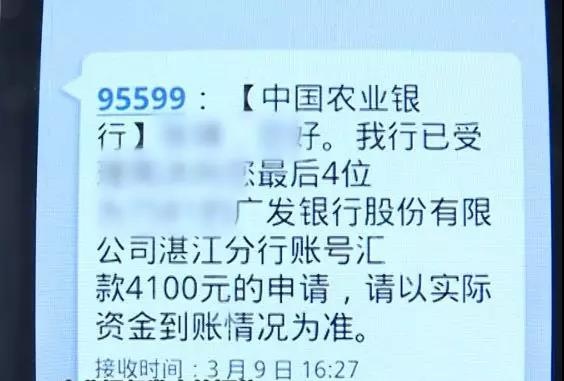 95599：【中国农业银
行】 好。我行已受
您最后4位
广发银行股份有限
公司湛江分行账号汇
款4100元的申请，请以实际
资金到账情况为准。
接收时间：3月9日 16:27